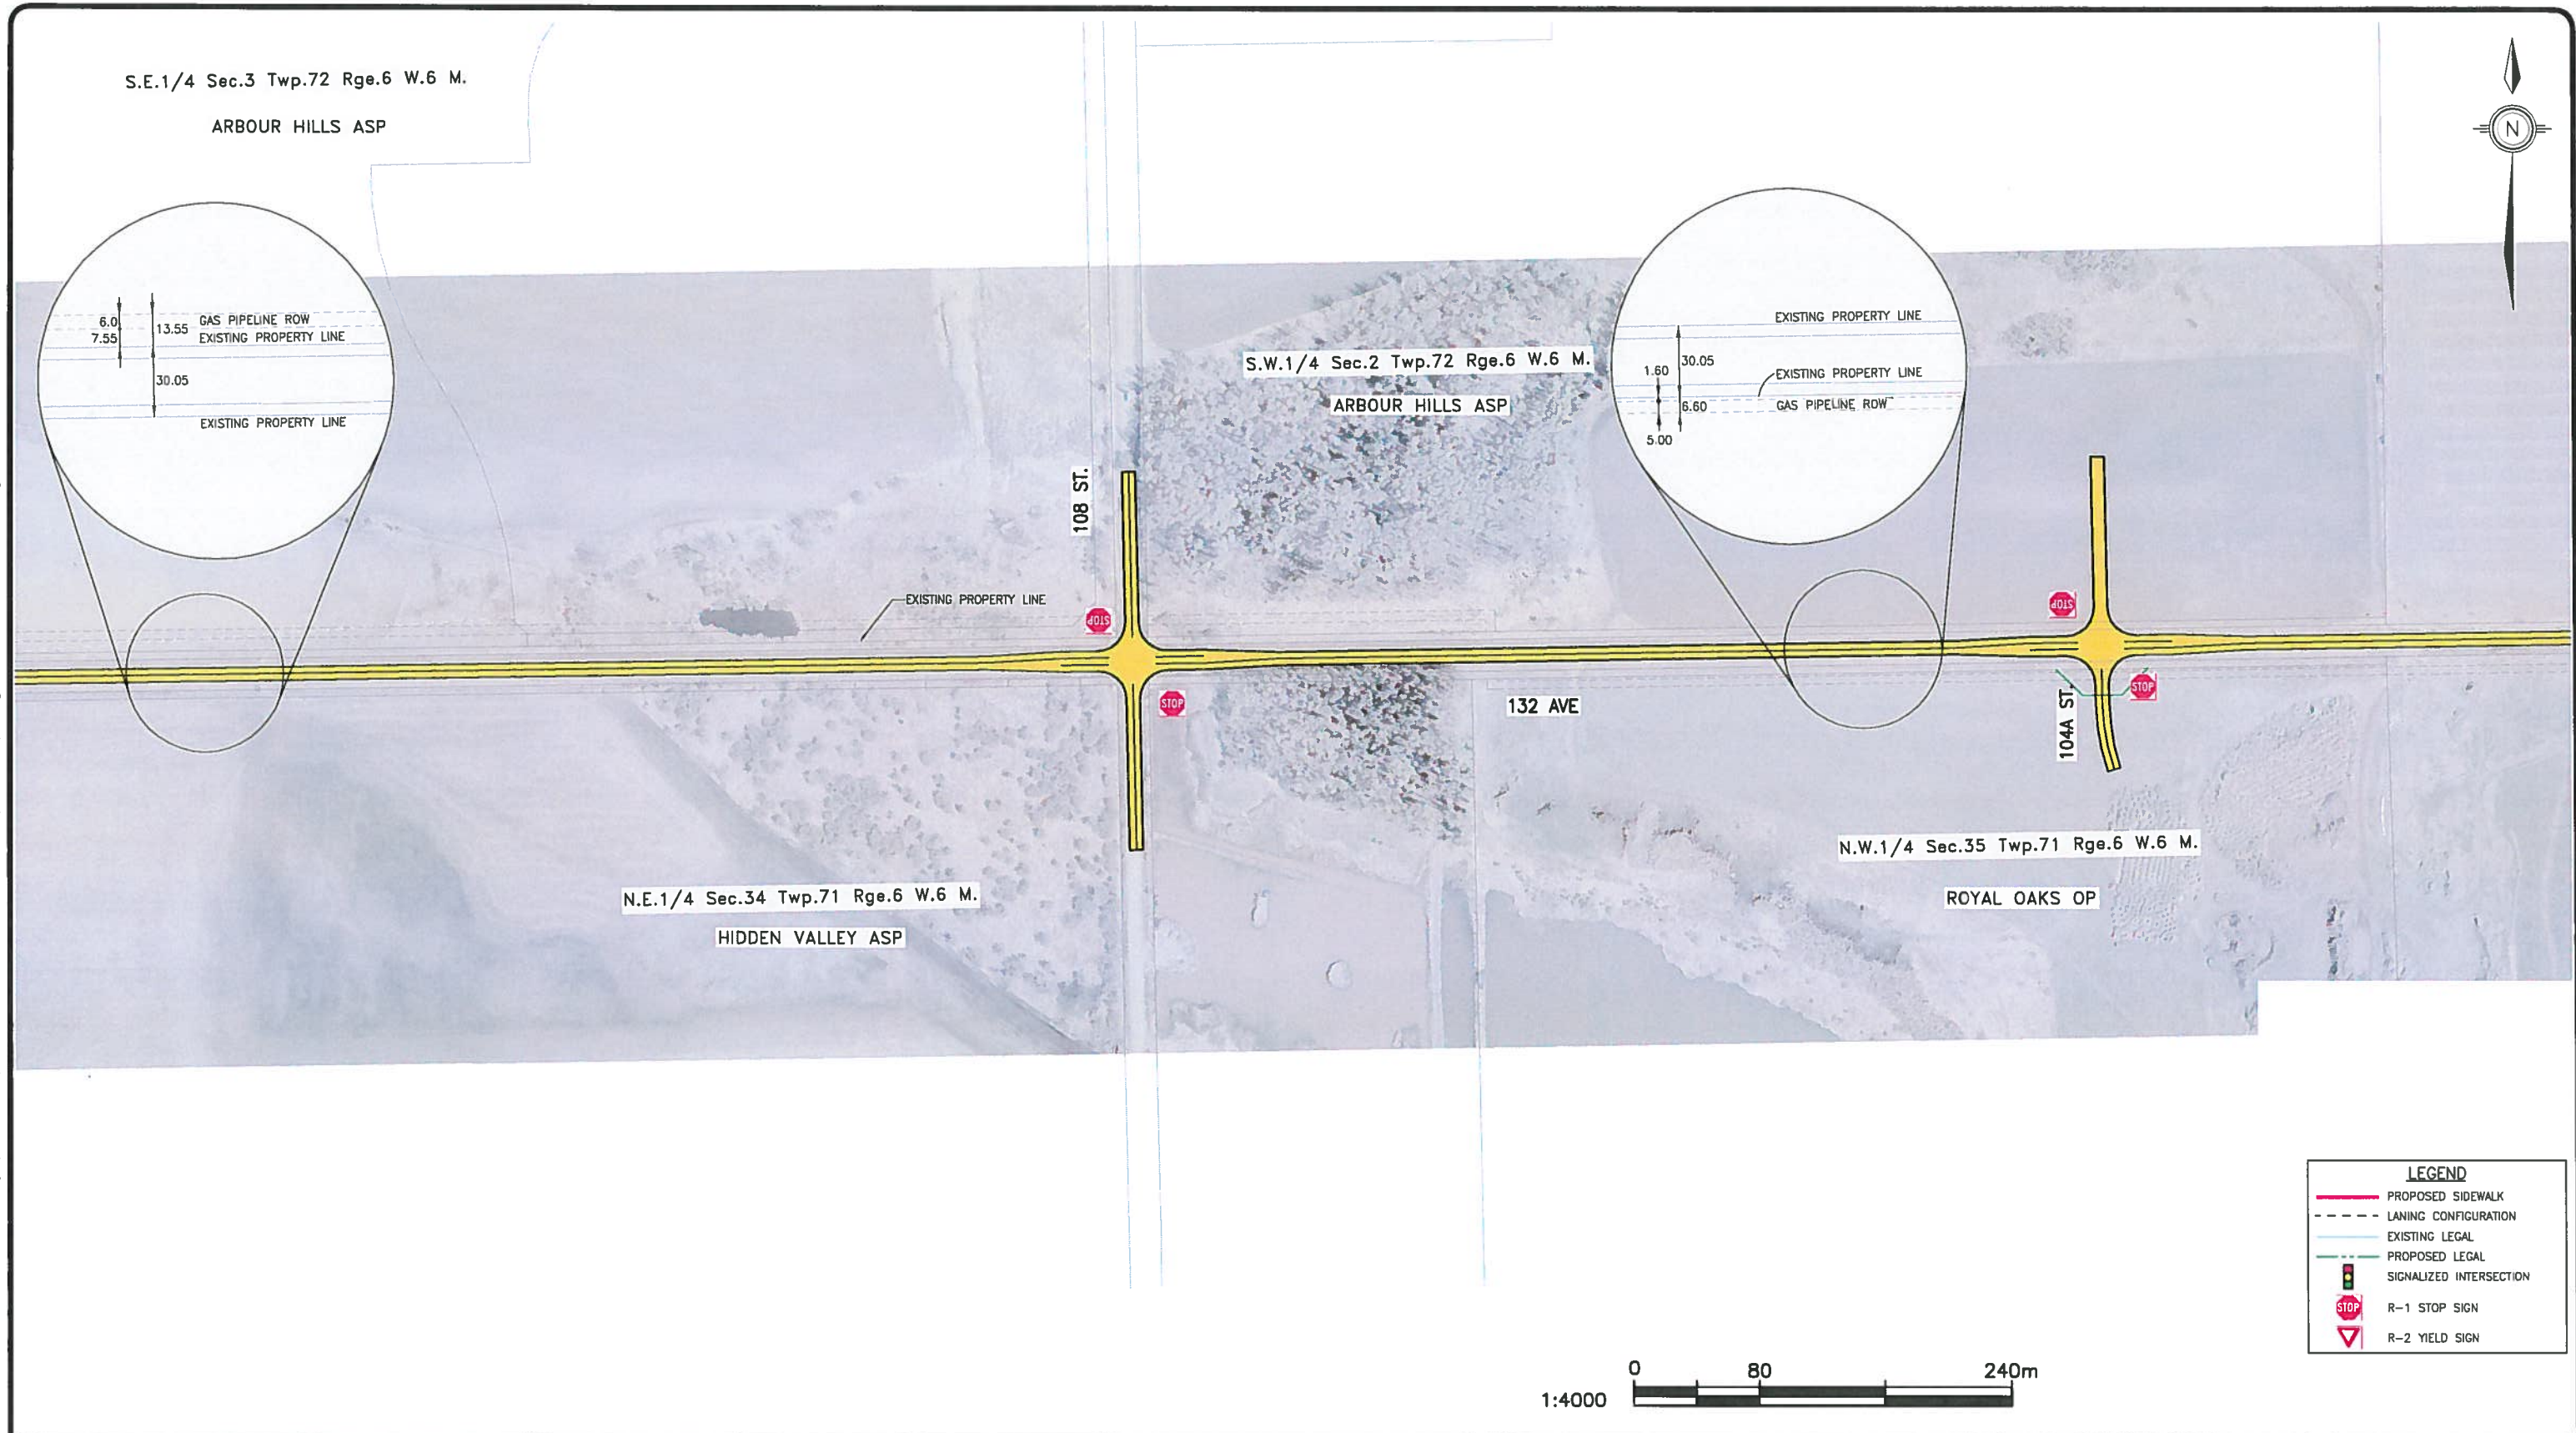 S.E.1/4 Sec.3 Twp.72 Rge.6 W.6 M.
ARBOUR HILLS ASP
N
6.0
7.55
13.55
GAS PIPELINE ROW
EXISTING PROPERTY LINE
30.05
EXISTING PROPERTY LINE
EXISTING PROPERTY LINE
30.05
1.60
EXISTING PROPERTY LINE
6.60
GAS PIPELINE ROW
5.00
S.W.1/4 Sec.2 Twp.72 Rge.6 W.6 M.
ARBOUR HILLS ASP
108 ST.
EXISTING PROPERTY LINE
STOP
STOP
STOP
STOP
132 AVE
104A ST.
N.W.1/4 Sec.35 Twp.71 Rge.6 W.6 M.
ROYAL OAKS OP
N.E.1/4 Sec.34 Twp.71 Rge.6 W.6 M.
HIDDEN VALLEY ASP
LEGEND
PROPOSED SIDEWALK
LANING CONFIGURATION
EXISTING LEGAL
PROPOSED LEGAL
SIGNALIZED INTERSECTION
STOP R-1 STOP SIGN
R-2 YIELD SIGN
0 80 240m
1:4000